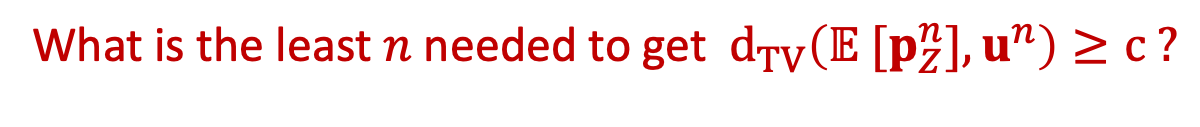 What is the least n needed to get d_TV(𝔼 [p_Z^n], u^n) ≥ c ?